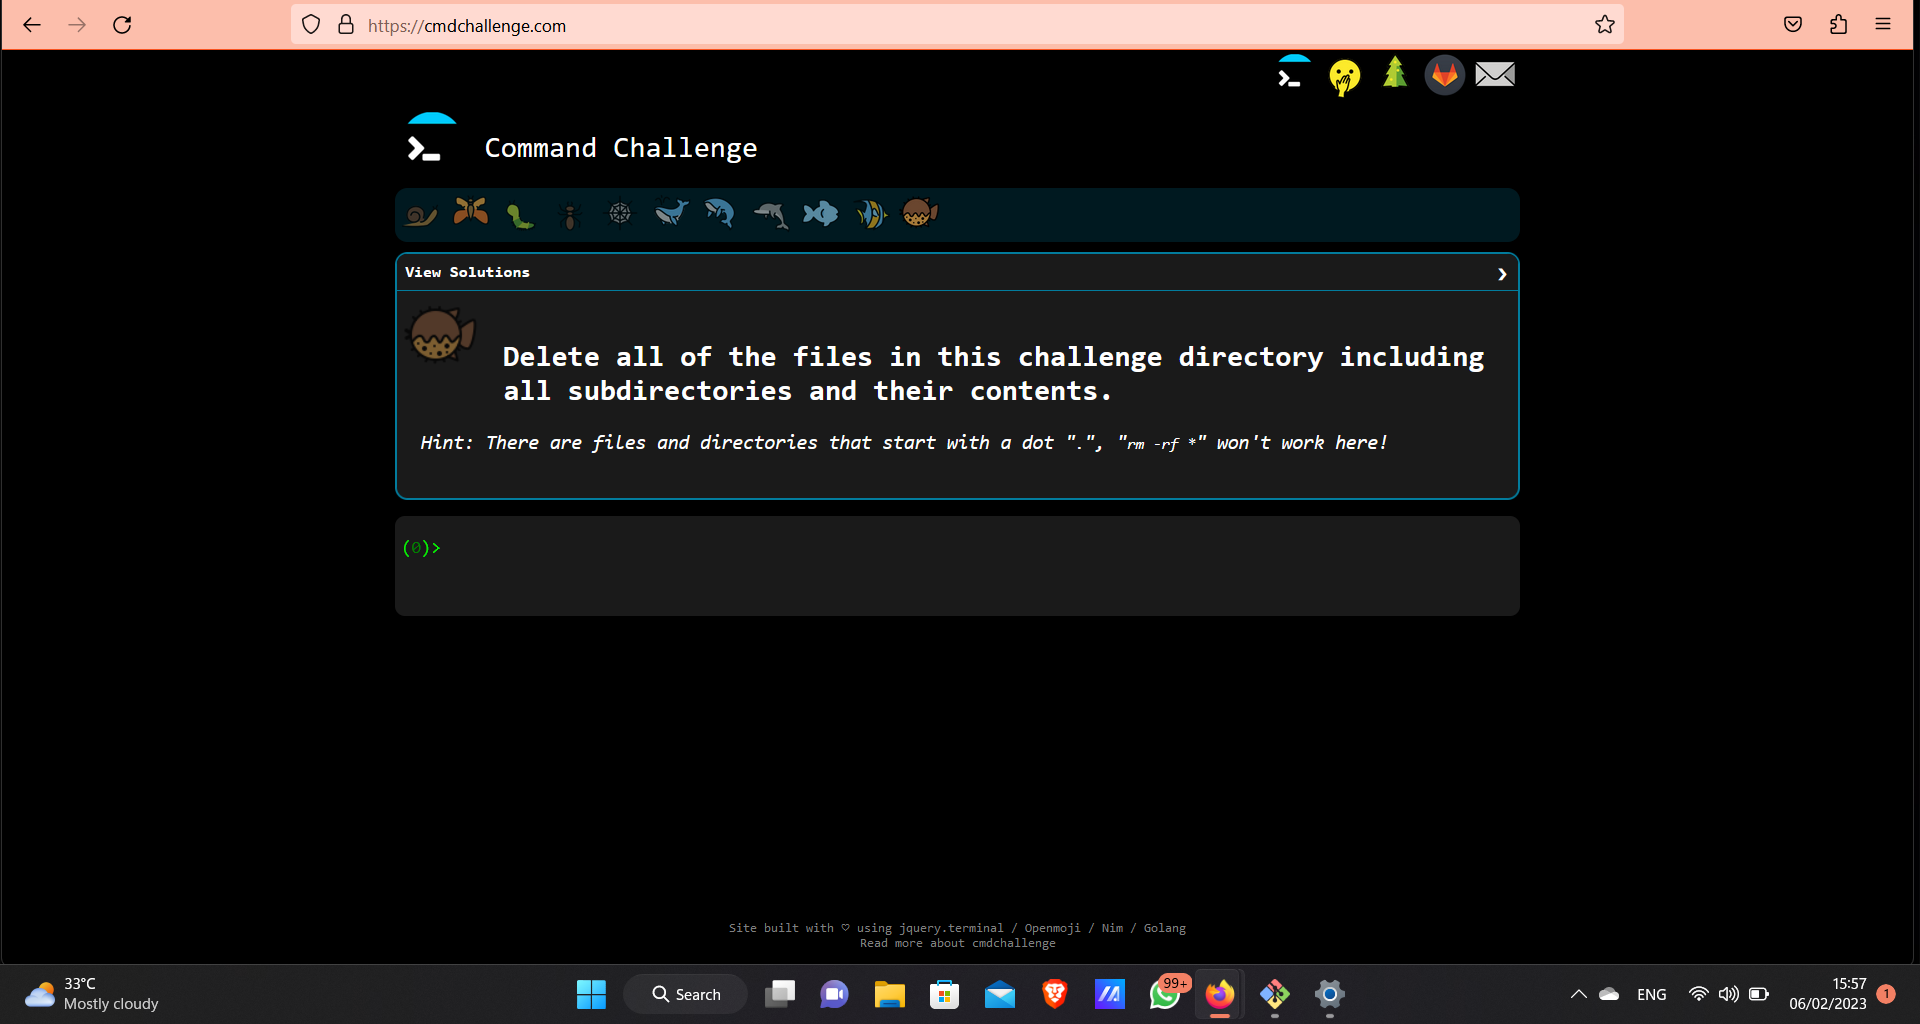 https://cmdchallenge.com
Command Challenge
View Solutions
Delete all of the files in this challenge directory including
all subdirectories and their contents.
Hint: There are files and directories that start with a dot ".", "rm -rf *" won't work here!
(0)>
Site built with ♡ using jquery.terminal / Openmoji / Nim / Golang
Read more about cmdchallenge
33°C
Mostly cloudy
Search
99+
ENG
15:57
06/02/2023
1